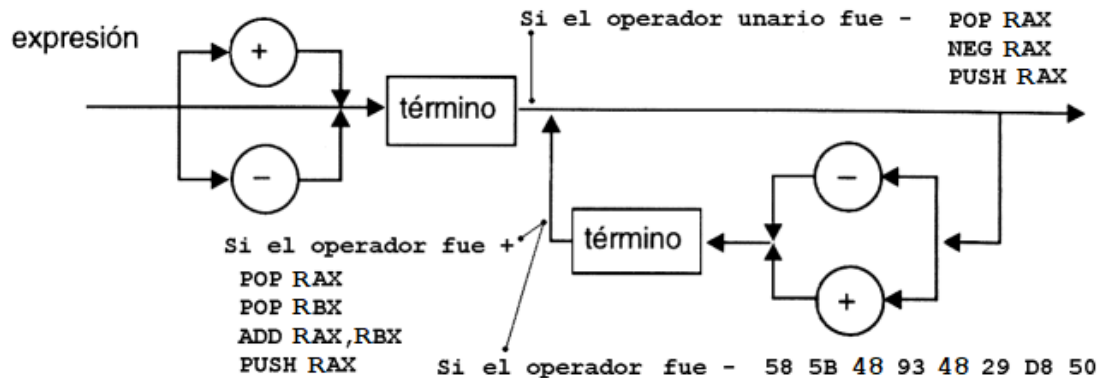 Si el operador unario fue - POP RAX
expresión
+
NEG RAX
PUSH RAX
término
-
-
término
Si el operador fue +
POP RAX
+
POP RBX
ADD RAX,RBX
PUSH RAX
Si el operador fue - 58 5B 48 93 48 29 D8 50